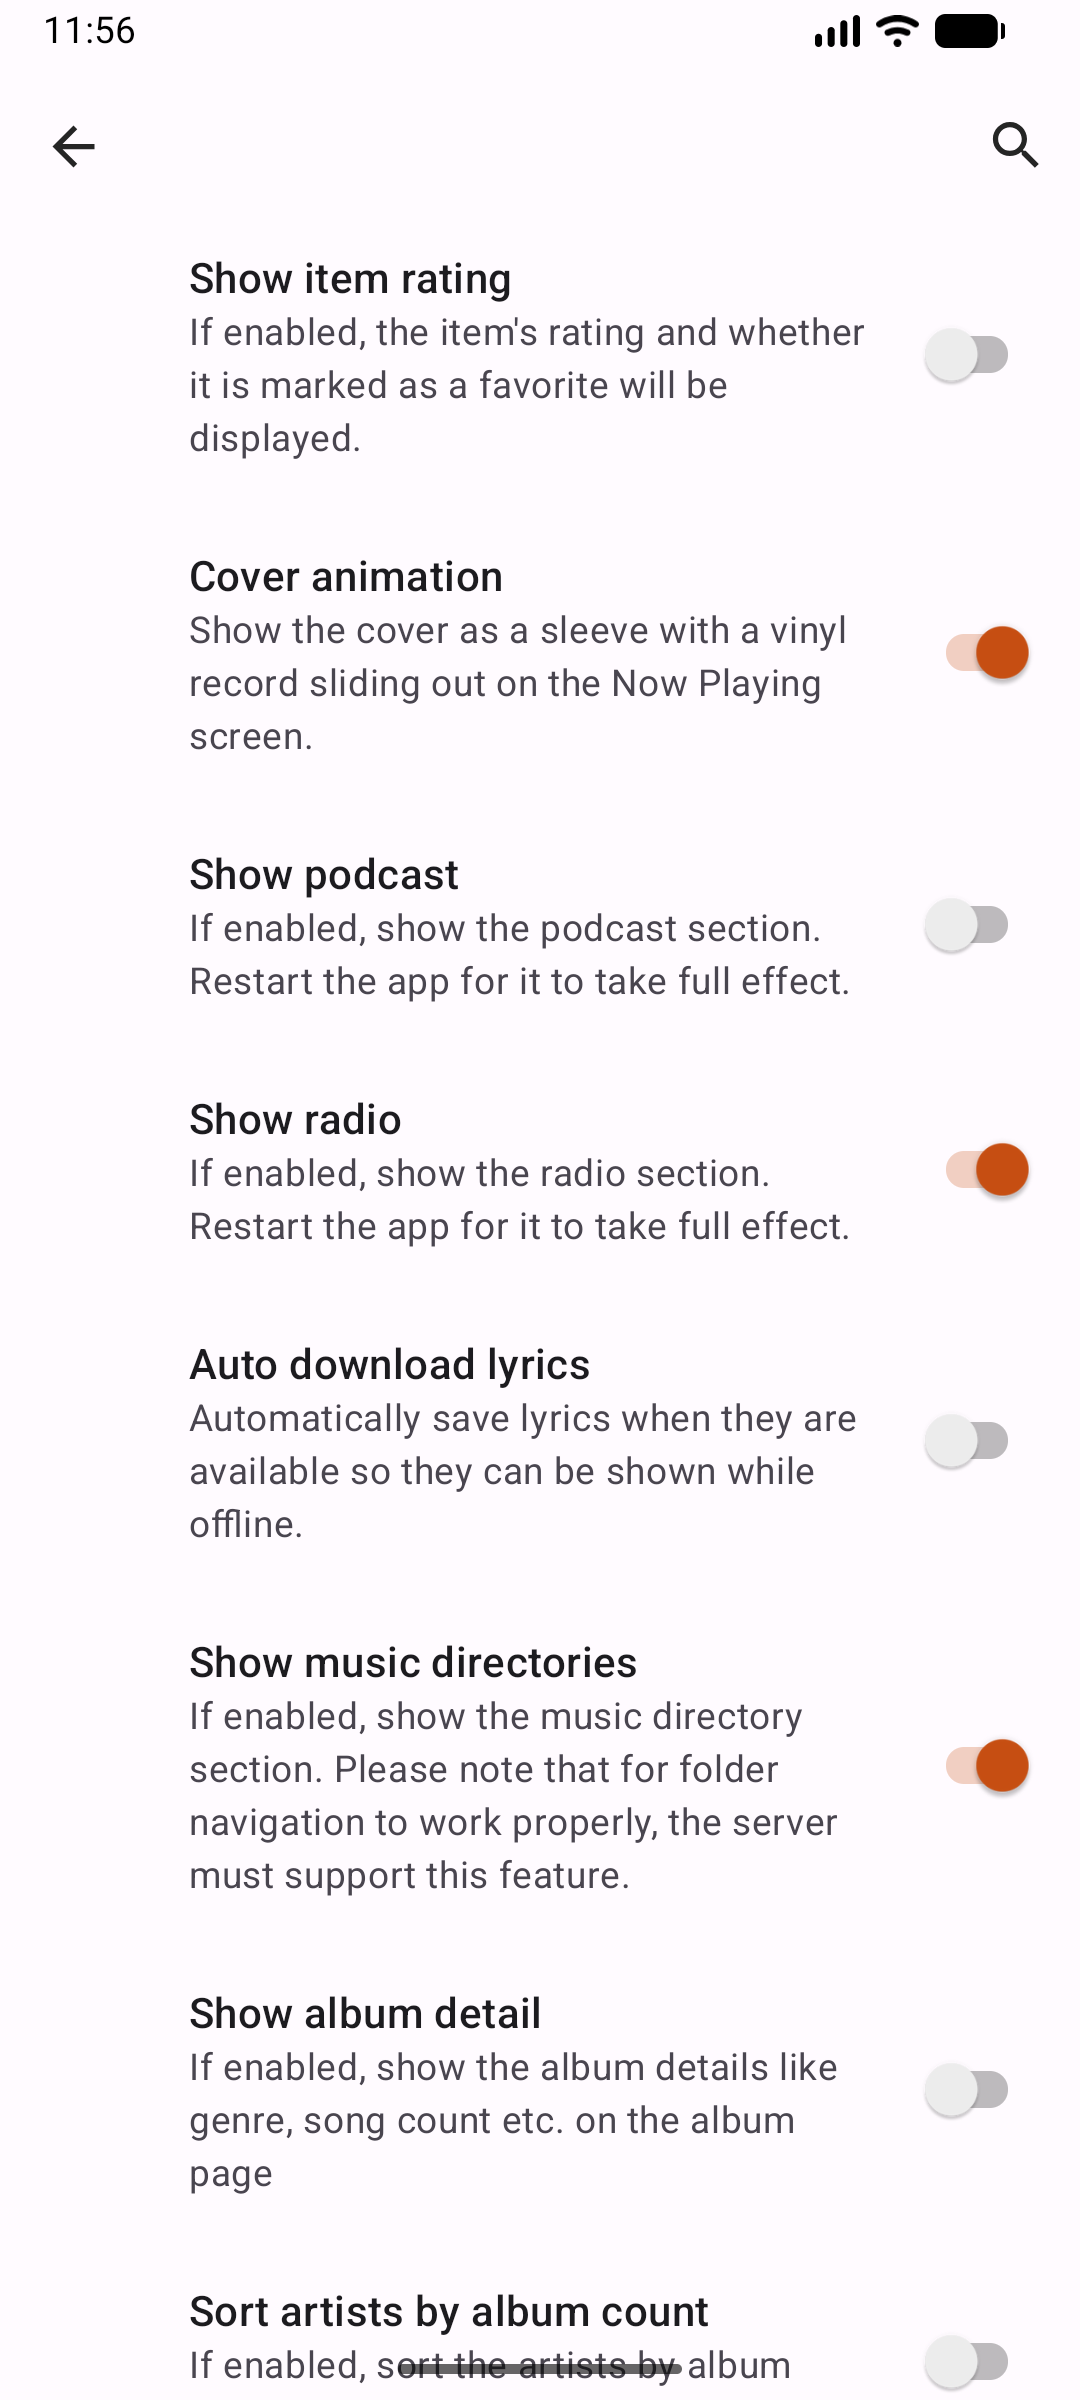 11:56
Show item rating
If enabled, the item's rating and whether
it is marked as a favorite will be
displayed.
Cover animation
Show the cover as a sleeve with a vinyl
record sliding out on the Now Playing
screen.
Show podcast
If enabled, show the podcast section.
Restart the app for it to take full effect.
Show radio
If enabled, show the radio section.
Restart the app for it to take full effect.
Auto download lyrics
Automatically save lyrics when they are
available so they can be shown while
offline.
Show music directories
If enabled, show the music directory
section. Please note that for folder
navigation to work properly, the server
must support this feature.
Show album detail
If enabled, show the album details like
genre, song count etc. on the album
page
Sort artists by album count
If enabled, sort the artists by album